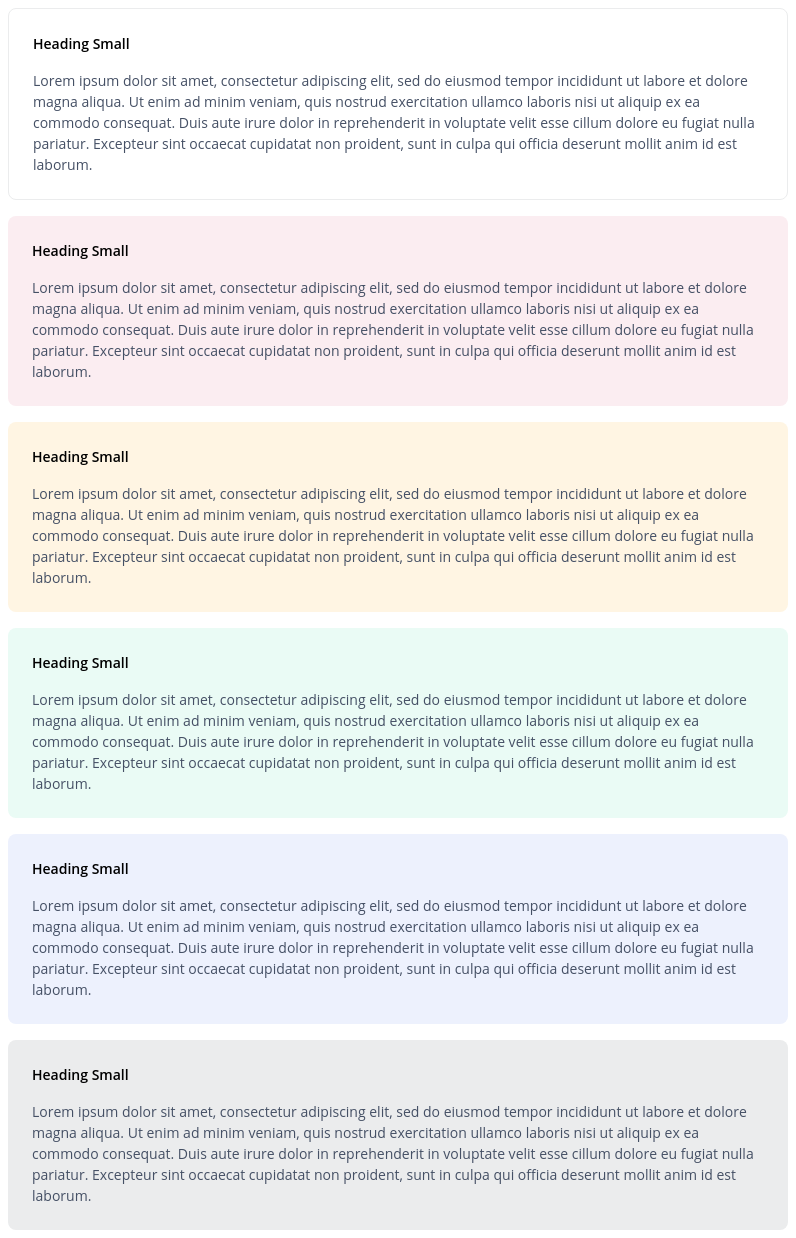 Heading Small
Lorem ipsum dolor sit amet, consectetur adipiscing elit, sed do eiusmod tempor incididunt ut labore et dolore
magna aliqua. Ut enim ad minim veniam, quis nostrud exercitation ullamco laboris nisi ut aliquip ex ea
commodo consequat. Duis aute irure dolor in reprehenderit in voluptate velit esse cillum dolore eu fugiat nulla
pariatur. Excepteur sint occaecat cupidatat non proident, sunt in culpa qui officia deserunt mollit anim id est
laborum.
Heading Small
Lorem ipsum dolor sit amet, consectetur adipiscing elit, sed do eiusmod tempor incididunt ut labore et dolore
magna aliqua. Ut enim ad minim veniam, quis nostrud exercitation ullamco laboris nisi ut aliquip ex ea
commodo consequat. Duis aute irure dolor in reprehenderit in voluptate velit esse cillum dolore eu fugiat nulla
pariatur. Excepteur sint occaecat cupidatat non proident, sunt in culpa qui officia deserunt mollit anim id est
laborum.
Heading Small
Lorem ipsum dolor sit amet, consectetur adipiscing elit, sed do eiusmod tempor incididunt ut labore et dolore
magna aliqua. Ut enim ad minim veniam, quis nostrud exercitation ullamco laboris nisi ut aliquip ex ea
commodo consequat. Duis aute irure dolor in reprehenderit in voluptate velit esse cillum dolore eu fugiat nulla
pariatur. Excepteur sint occaecat cupidatat non proident, sunt in culpa qui officia deserunt mollit anim id est
laborum.
Heading Small
Lorem ipsum dolor sit amet, consectetur adipiscing elit, sed do eiusmod tempor incididunt ut labore et dolore
magna aliqua. Ut enim ad minim veniam, quis nostrud exercitation ullamco laboris nisi ut aliquip ex ea
commodo consequat. Duis aute irure dolor in reprehenderit in voluptate velit esse cillum dolore eu fugiat nulla
pariatur. Excepteur sint occaecat cupidatat non proident, sunt in culpa qui officia deserunt mollit anim id est
laborum.
Heading Small
Lorem ipsum dolor sit amet, consectetur adipiscing elit, sed do eiusmod tempor incididunt ut labore et dolore
magna aliqua. Ut enim ad minim veniam, quis nostrud exercitation ullamco laboris nisi ut aliquip ex ea
commodo consequat. Duis aute irure dolor in reprehenderit in voluptate velit esse cillum dolore eu fugiat nulla
pariatur. Excepteur sint occaecat cupidatat non proident, sunt in culpa qui officia deserunt mollit anim id est
laborum.
Heading Small
Lorem ipsum dolor sit amet, consectetur adipiscing elit, sed do eiusmod tempor incididunt ut labore et dolore
magna aliqua. Ut enim ad minim veniam, quis nostrud exercitation ullamco laboris nisi ut aliquip ex ea
commodo consequat. Duis aute irure dolor in reprehenderit in voluptate velit esse cillum dolore eu fugiat nulla
pariatur. Excepteur sint occaecat cupidatat non proident, sunt in culpa qui officia deserunt mollit anim id est
laborum.